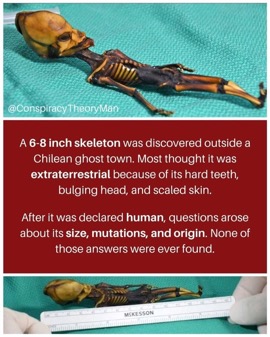 @ConspiracyTheoryMan
A 6-8 inch skeleton was discovered outside a
Chilean ghost town. Most thought it was
extraterrestrial because of its hard teeth,
bulging head, and scaled skin.
After it was declared human, questions arose
about its size, mutations, and origin. None of
those answers were ever found.
MCKESSON